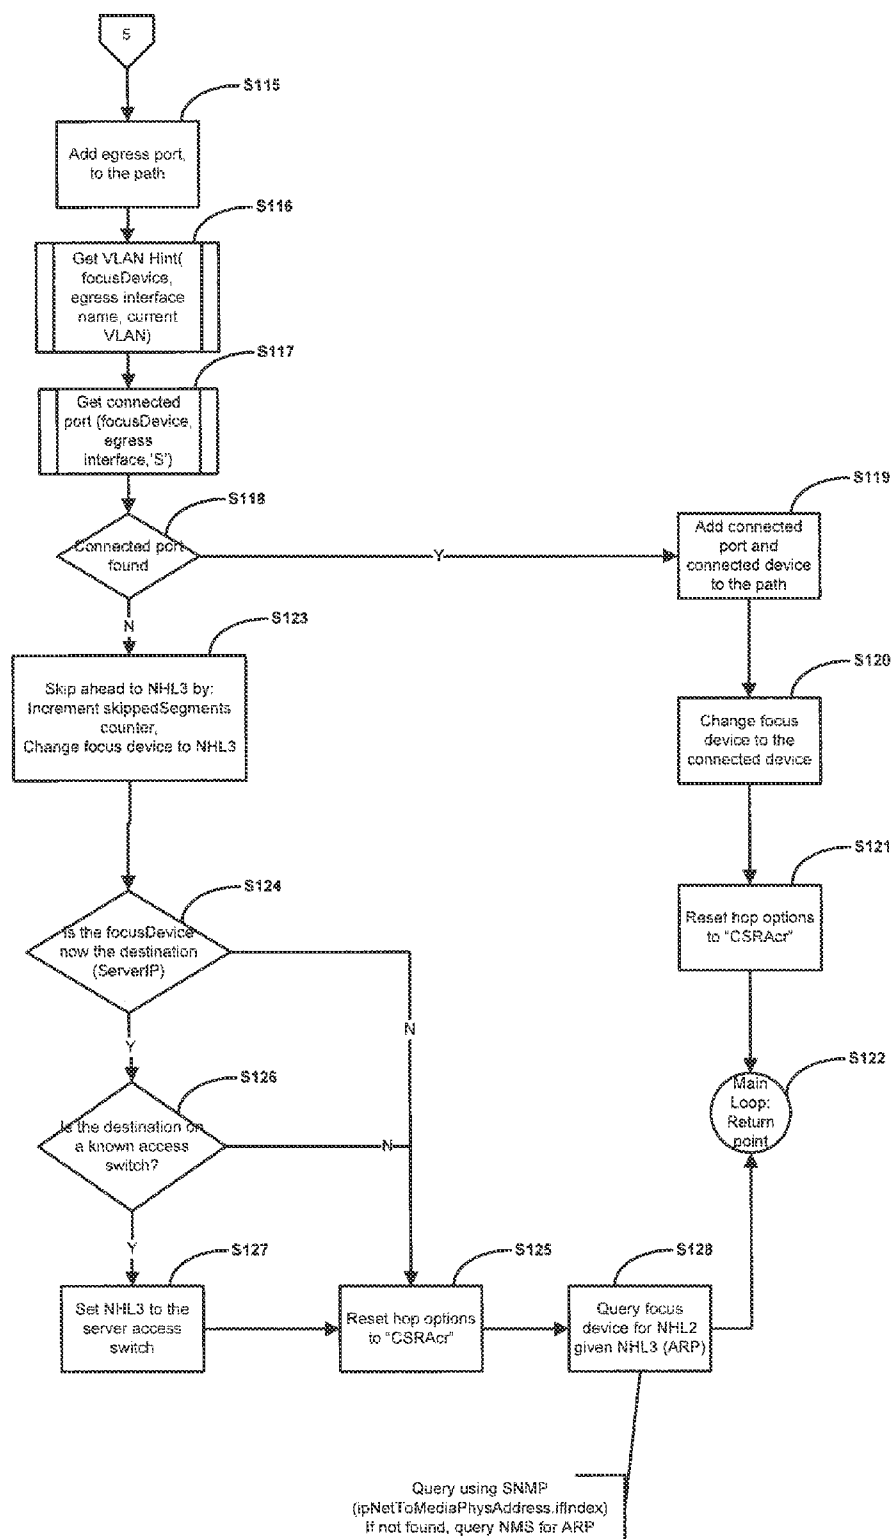 5
S115
Add egress port,
to the path
S116
Get VLAN Hint(
focusDevice,
egress interface
name, current
VLAN)
S117
Get connected
port (focusDevice,
egress
interface,'S')
S118
Connected port
found
Y
N
S119
Add connected
port and
connected device
to the path
S123
Skip ahead to NHL3 by:
Increment skippedSegments
counter,
Change focus device to NHL3
S120
Change focus
device to the
connected device
S121
Reset hop options
to "CSRAcr"
S124
Is the focusDevice
now the destination
(ServerIP)
N
Y
S122
Main
Loop:
Return
point
S126
Is the destination on
a known access
switch?
N
Y
S127
Set NHL3 to the
server access
switch
S125
Reset hop options
to "CSRAcr"
S128
Query focus
device for NHL2
given NHL3 (ARP)
Query using SNMP
(ipNetToMediaPhysAddress.ifIndex)
If not found, query NMS for ARP